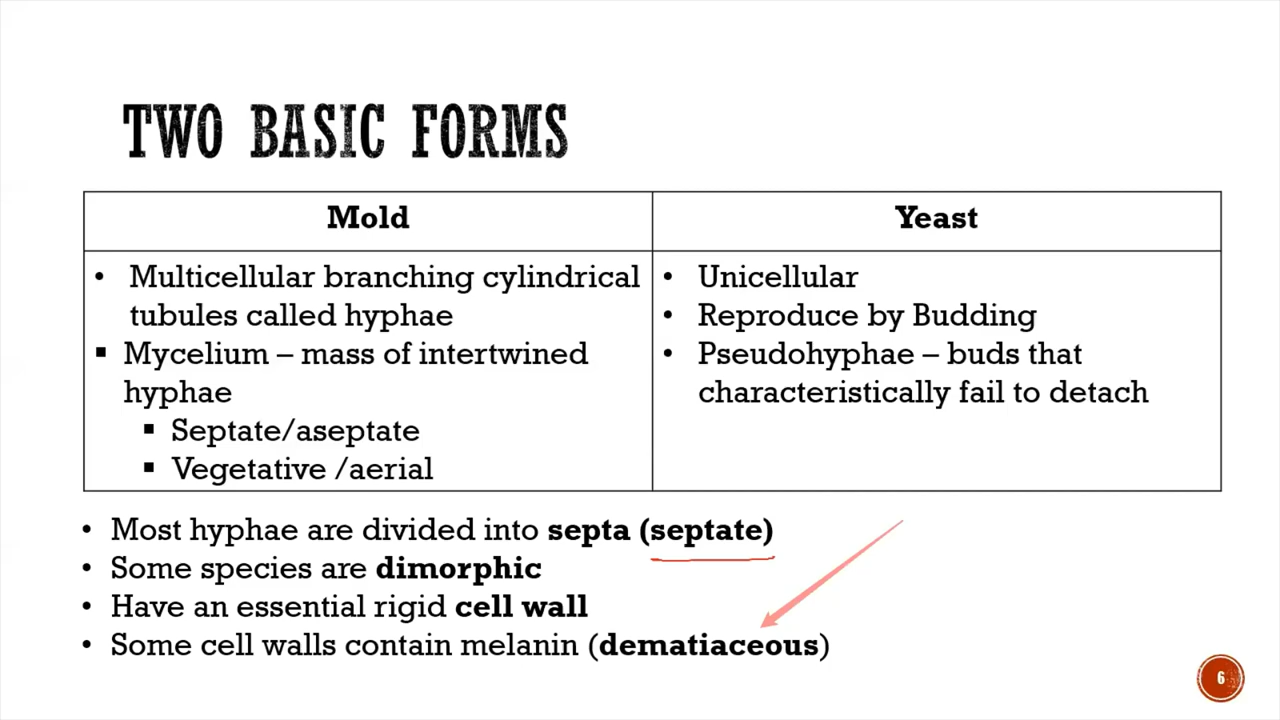 TWO BASIC FORMS
Mold
• Multicellular branching cylindrical
tubules called hyphae
▪ Mycelium – mass of intertwined
hyphae
▪ Septate/aseptate
▪ Vegetative /aerial
Yeast
• Unicellular
• Reproduce by Budding
• Pseudohyphae – buds that
characteristically fail to detach
• Most hyphae are divided into septa (septate)
• Some species are dimorphic
• Have an essential rigid cell wall
• Some cell walls contain melanin (dematiaceous)
6